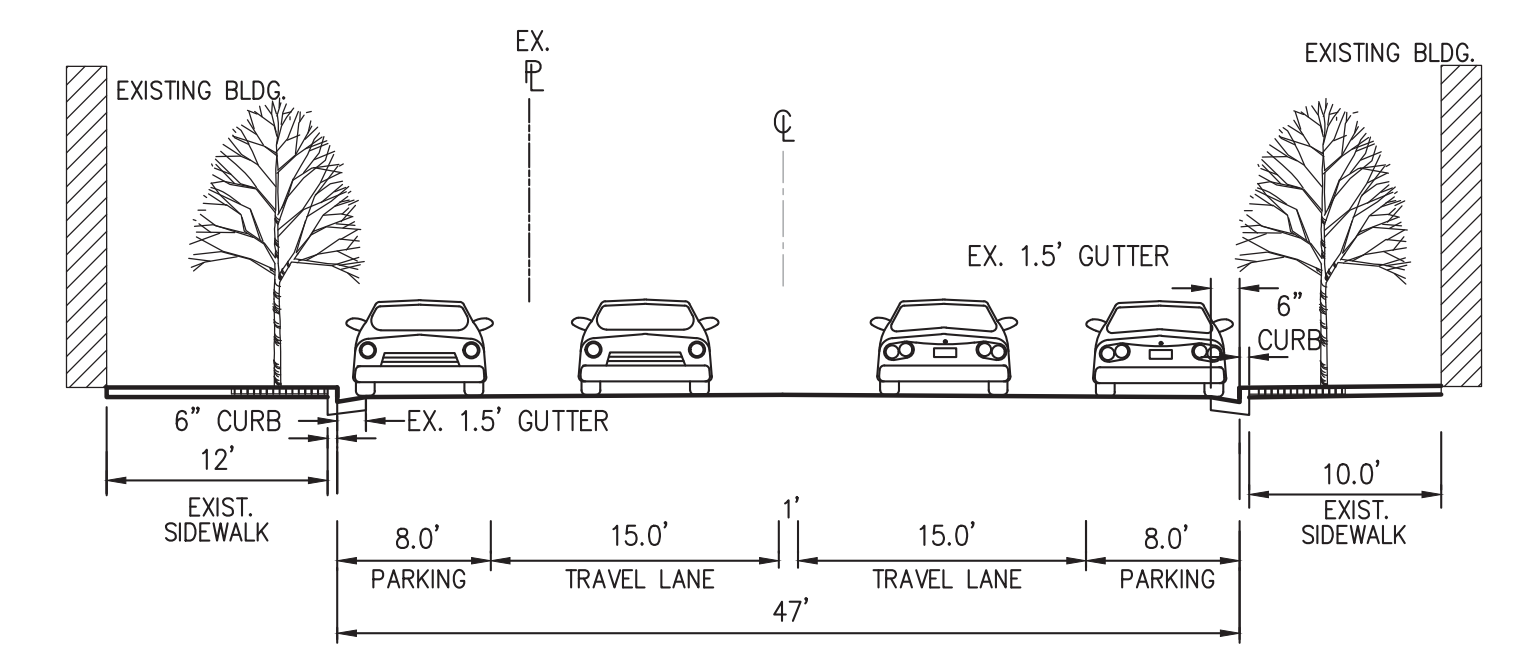 EX.
PL
EXISTING BLDG.
EXISTING BLDG.
CL
EX. 1.5' GUTTER
6"
CURB
6" CURB
EX. 1.5' GUTTER
12'
EXIST.
SIDEWALK
10.0'
EXIST.
SIDEWALK
1'
8.0'
15.0'
15.0'
8.0'
PARKING
TRAVEL LANE
TRAVEL LANE
PARKING
47'